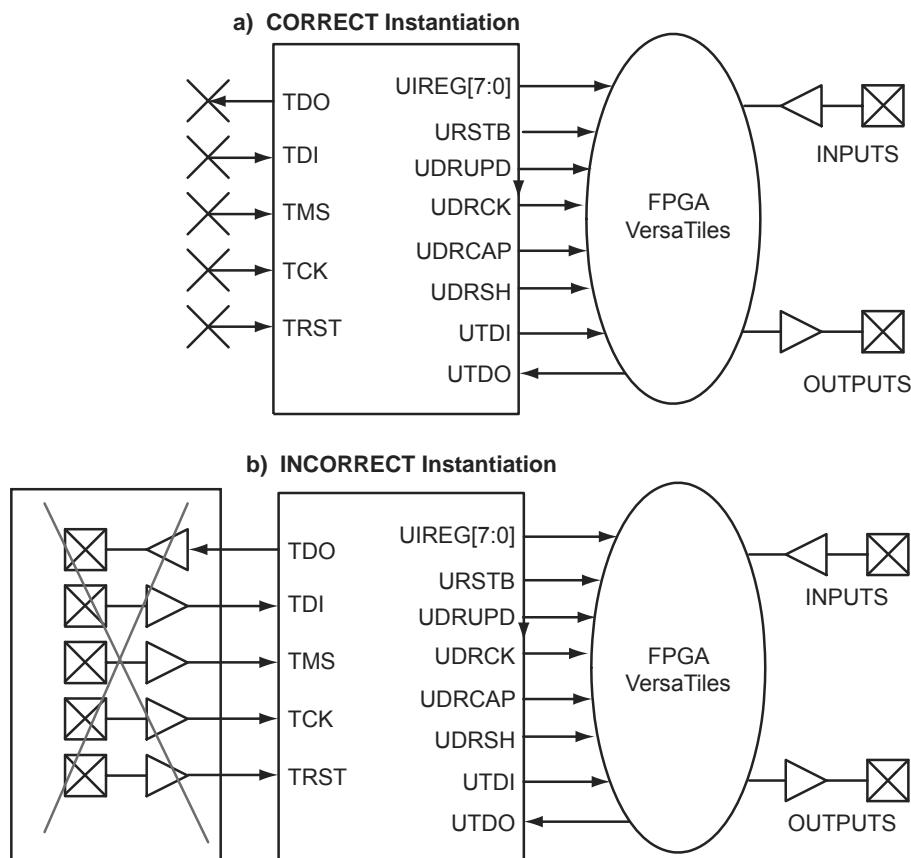 a) CORRECT Instantiation
TDO
TDI
TMS
TCK
TRST
UIREG[7:0]
URSTB
UDRUPD
UDRCK
UDRCAP
UDRSH
UTDI
UTDO
FPGA
VersaTiles
INPUTS
OUTPUTS
b) INCORRECT Instantiation
TDO
TDI
TMS
TCK
TRST
UIREG[7:0]
URSTB
UDRUPD
UDRCK
UDRCAP
UDRSH
UTDI
UTDO
FPGA
VersaTiles
INPUTS
OUTPUTS